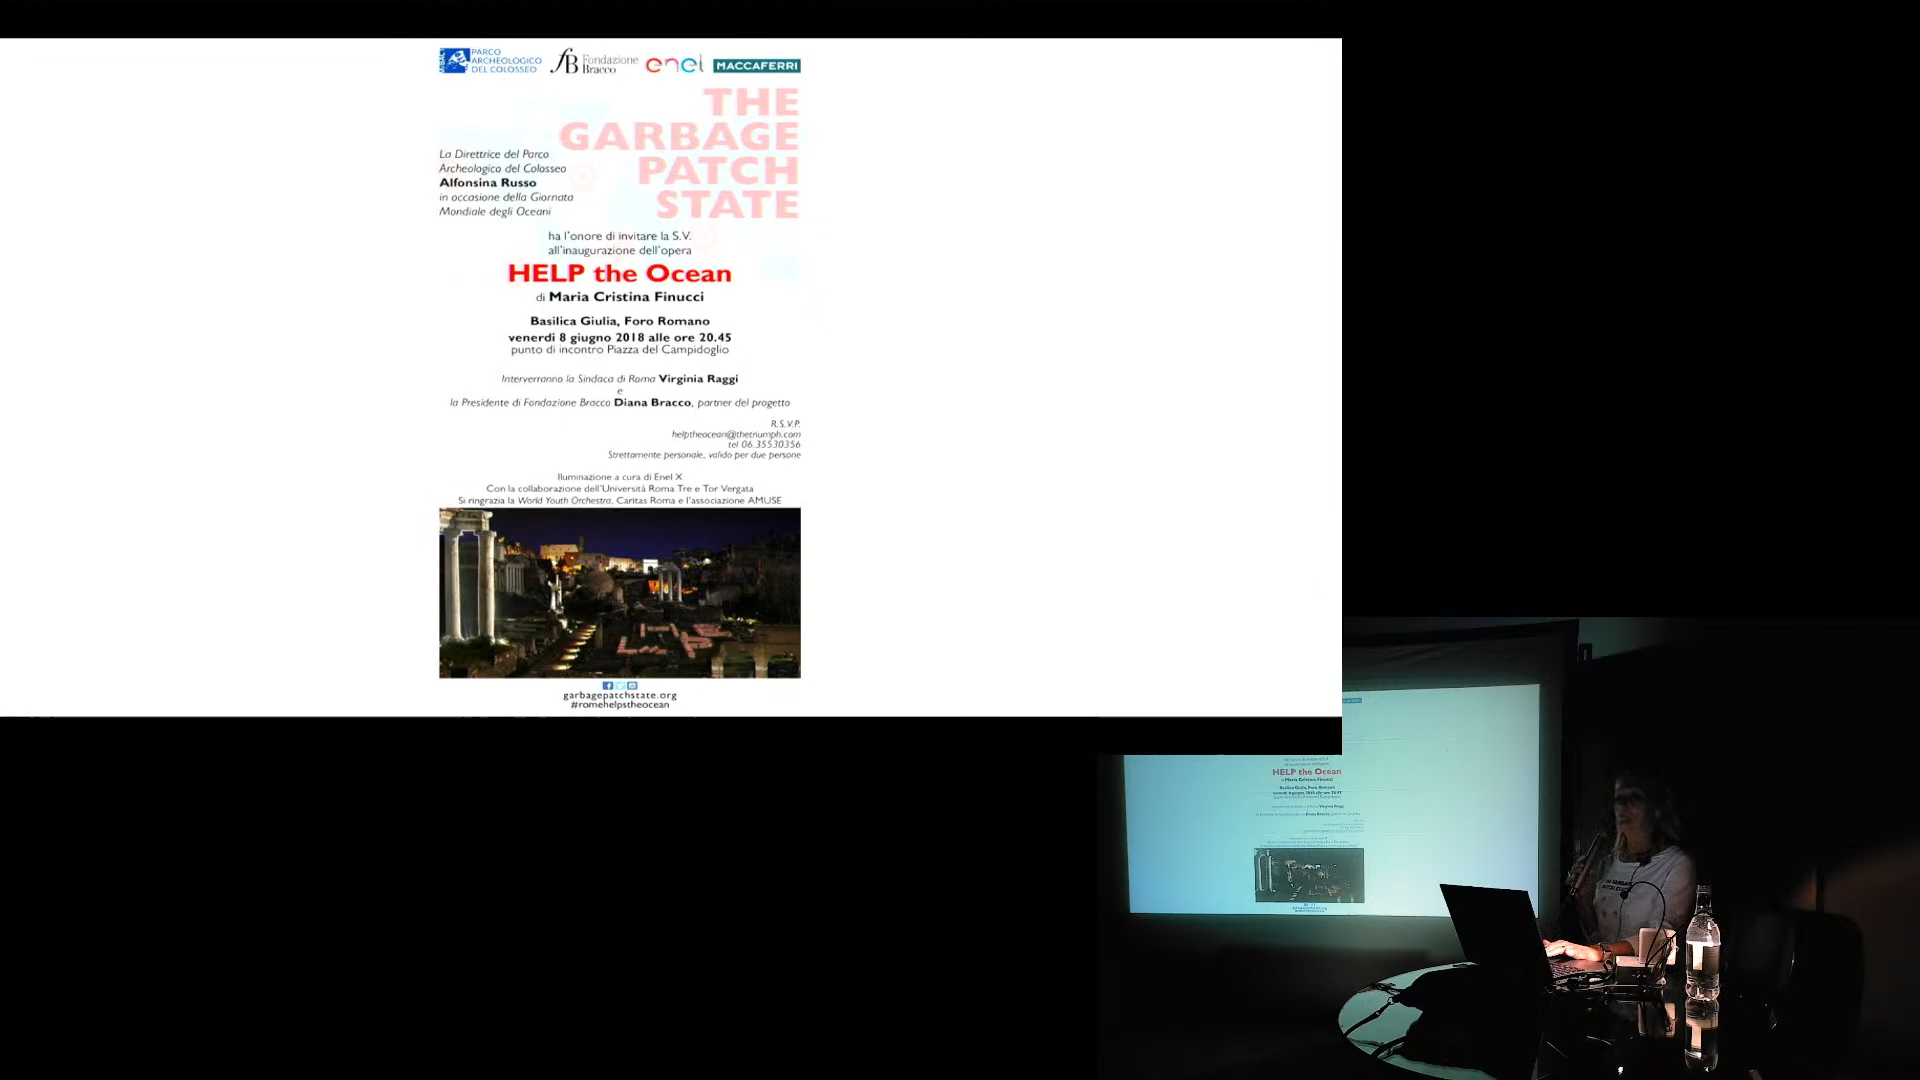 PARCO
ARCHEOLOGICO
DEL COLOSSEO
fB Fondazione
Bracco
enel
MACCAFERRI
THE
GARBAGE
PATCH
STATE
La Direttrice del Parco
Archeologico del Colosseo
Alfonsina Russo
in occasione della Giornata
Mondiale degli Oceani
ha l'onore di invitare la S.V.
all'inaugurazione dell'opera
HELP the Ocean
di Maria Cristina Finucci
Basilica Giulia, Foro Romano
venerdì 8 giugno 2018 alle ore 20.45
punto di incontro Piazza del Campidoglio
Interverranno la Sindaca di Roma Virginia Raggi
e
la Presidente di Fondazione Bracco Diana Bracco, partner del progetto
R.S.V.P.
helptheocean@thetriumph.com
tel 06.35530356
Strettamente personale, valido per due persone
Iluminazione a cura di Enel X
Con la collaborazione dell'Università Roma Tre e Tor Vergata
Si ringrazia la World Youth Orchestra, Caritas Roma e l'associazione AMUSE
garbagepatchstate.org
#romehelpstheocean
HELP the Ocean